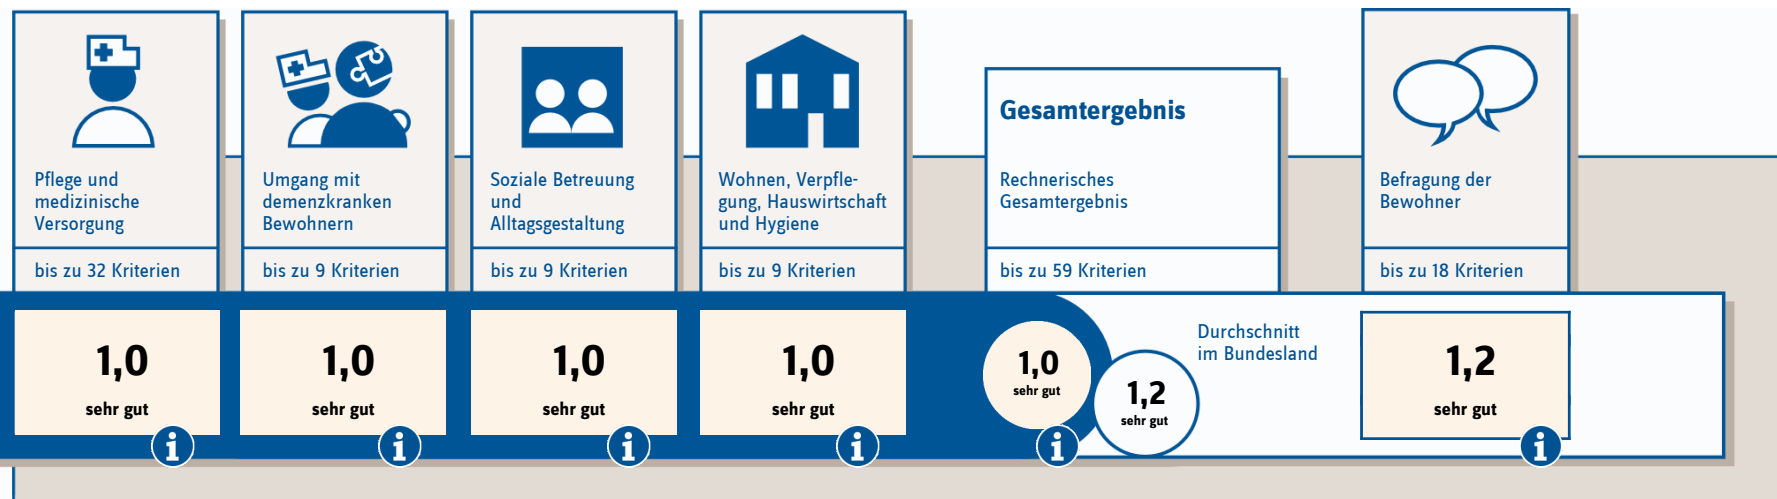 Pflege und
medizinische
Versorgung
bis zu 32 Kriterien
1,0
sehr gut
Umgang mit
demenzkranken
Bewohnern
bis zu 9 Kriterien
1,0
sehr gut
Soziale Betreuung
und
Alltagsgestaltung
bis zu 9 Kriterien
1,0
sehr gut
Wohnen, Verpfle-
gung, Hauswirtschaft
und Hygiene
bis zu 9 Kriterien
1,0
sehr gut
Gesamtergebnis
Rechnerisches
Gesamtergebnis
bis zu 59 Kriterien
1,0
sehr gut
Durchschnitt
im Bundesland
1,2
sehr gut
Befragung der
Bewohner
bis zu 18 Kriterien
1,2
sehr gut